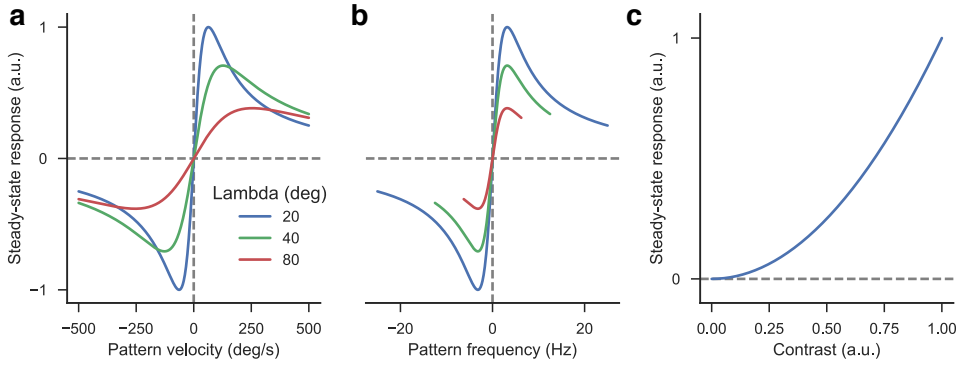 a
Steady-state response (a.u.)
1
0
−1
−500
−250
0
250
500
Pattern velocity (deg/s)
Lambda (deg)
20
40
80
b
−20
0
20
Pattern frequency (Hz)
c
Steady-state response (a.u.)
1
0
0.00
0.25
0.50
0.75
1.00
Contrast (a.u.)